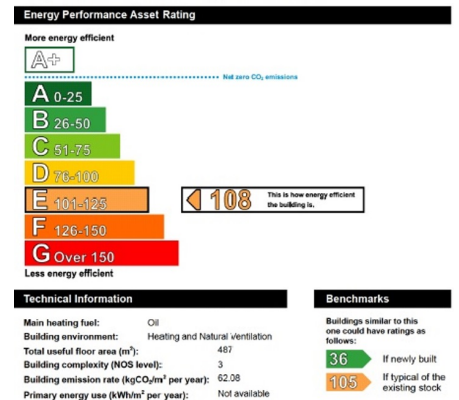 Energy Performance Asset Rating
More energy efficient
A+
Net zero CO₂ emissions
A 0-25
B 26-50
C 51-75
D 76-100
E 101-125
108 This is how energy efficient
the building is.
F 126-150
G Over 150
Less energy efficient
Technical Information
Main heating fuel: Oil
Building environment: Heating and Natural Ventilation
Total useful floor area (m²): 487
Building complexity (NOS level): 3
Building emission rate (kgCO₂/m² per year): 62.08
Primary energy use (kWh/m² per year): Not available
Benchmarks
Buildings similar to this
one could have ratings as
follows:
36 If newly built
105 If typical of the
existing stock